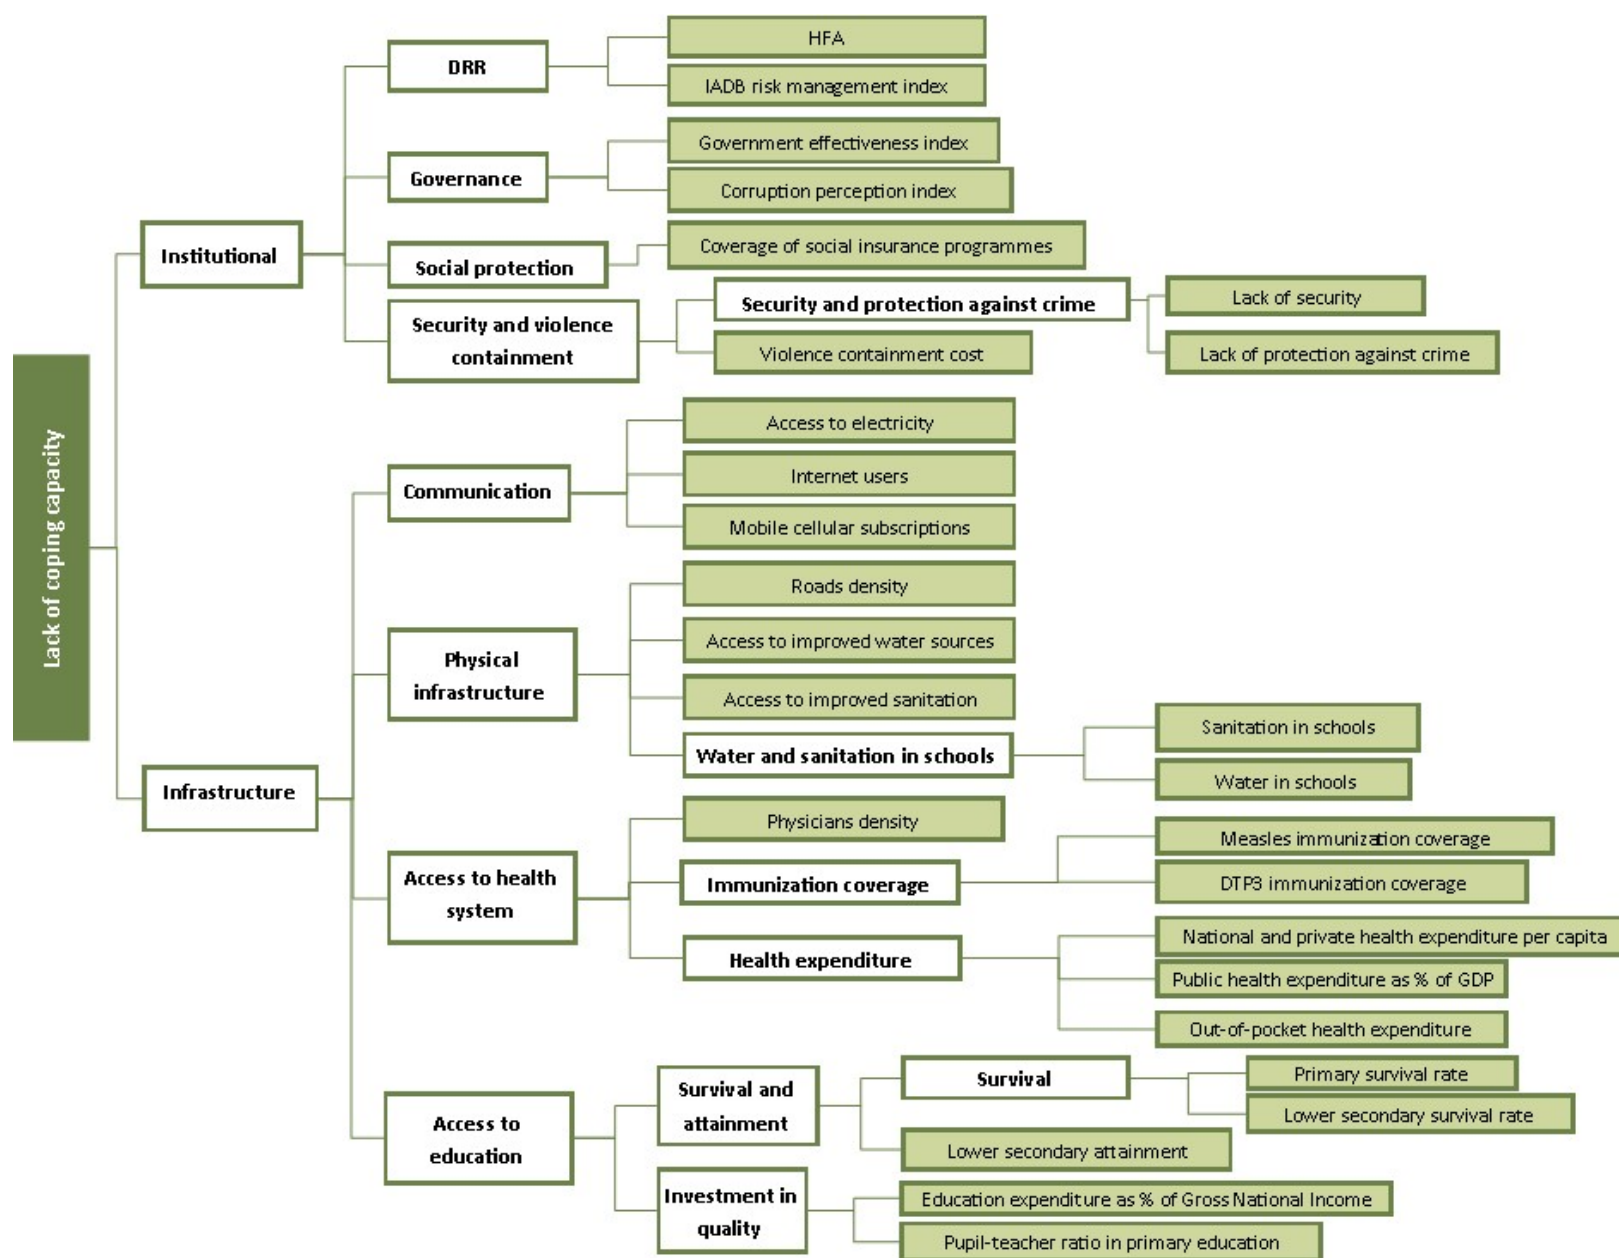 Lack of coping capacity
Institutional
DRR
HFA
IADB risk management index
Governance
Government effectiveness index
Corruption perception index
Social protection
Coverage of social insurance programmes
Security and violence
containment
Security and protection against crime
Lack of security
Lack of protection against crime
Violence containment cost
Infrastructure
Communication
Access to electricity
Internet users
Mobile cellular subscriptions
Physical
infrastructure
Roads density
Access to improved water sources
Access to improved sanitation
Water and sanitation in schools
Sanitation in schools
Water in schools
Access to health
system
Physicians density
Immunization coverage
Measles immunization coverage
DTP3 immunization coverage
Health expenditure
National and private health expenditure per capita
Public health expenditure as % of GDP
Out-of-pocket health expenditure
Access to
education
Survival and
attainment
Survival
Primary survival rate
Lower secondary survival rate
Lower secondary attainment
Investment in
quality
Education expenditure as % of Gross National Income
Pupil-teacher ratio in primary education